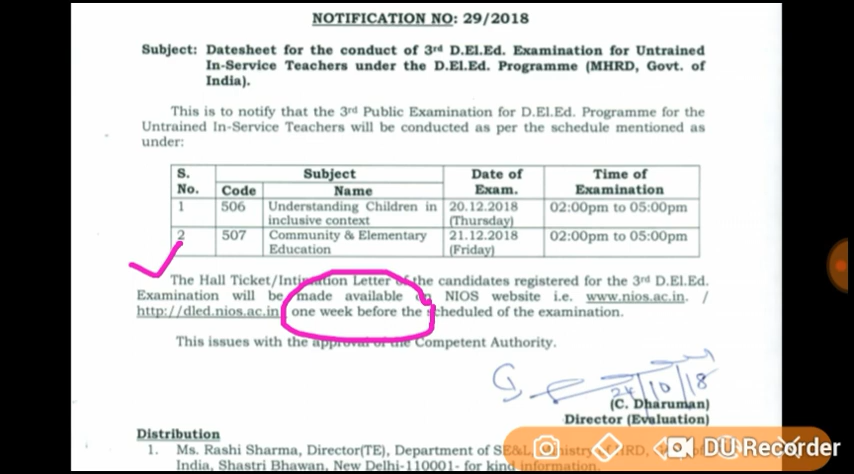 NOTIFICATION NO: 29/2018
Subject: Datesheet for the conduct of 3rd D.El.Ed. Examination for Untrained
In-Service Teachers under the D.El.Ed. Programme (MHRD, Govt. of
India).
This is to notify that the 3rd Public Examination for D.El.Ed. Programme for the
Untrained In-Service Teachers will be conducted as per the schedule mentioned as
under:
S. No. Subject Date of Exam. Time of Examination
Code Name
1 506 Understanding Children in inclusive context 20.12.2018 (Thursday) 02:00pm to 05:00pm
2 507 Community & Elementary Education 21.12.2018 (Friday) 02:00pm to 05:00pm
The Hall Ticket/Intimation Letter of the candidates registered for the 3rd D.El.Ed.
Examination will be made available on NIOS website i.e. www.nios.ac.in. /
http://dled.nios.ac.in one week before the scheduled of the examination.
This issues with the approval of the Competent Authority.
24/10/18
(C. Dharuman)
Director (Evaluation)
Distribution
1. Ms. Rashi Sharma, Director(TE), Department of SE&L, Ministry of HRD,
India, Shastri Bhawan, New Delhi-110001- for kind information.
DU Recorder